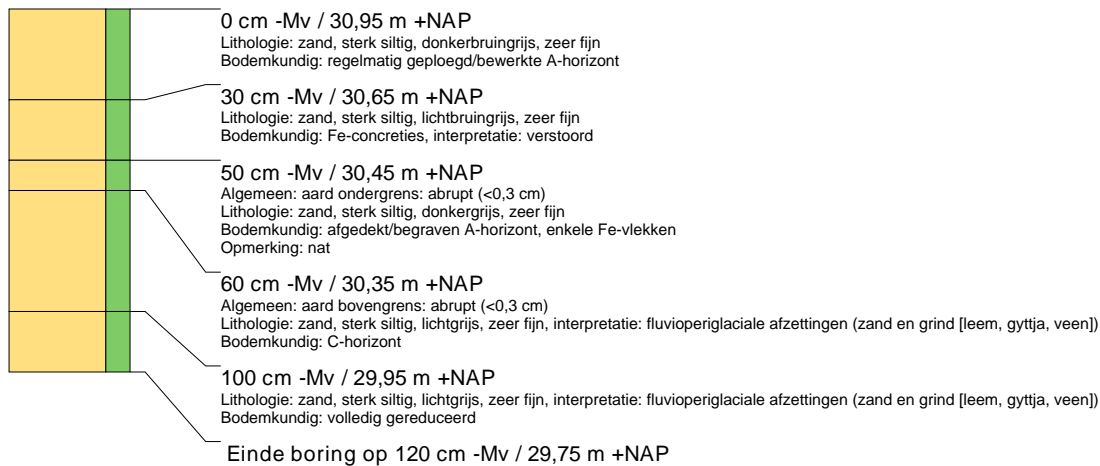 0 cm -Mv / 30,95 m +NAP
Lithologie: zand, sterk siltig, donkerbruingrijs, zeer fijn
Bodemkundig: regelmatig geploegd/bewerkte A-horizont
30 cm -Mv / 30,65 m +NAP
Lithologie: zand, sterk siltig, lichtbruingrijs, zeer fijn
Bodemkundig: Fe-concreties, interpretatie: verstoord
50 cm -Mv / 30,45 m +NAP
Algemeen: aard ondergrens: abrupt (<0,3 cm)
Lithologie: zand, sterk siltig, donkergrijs, zeer fijn
Bodemkundig: afgedekt/begraven A-horizont, enkele Fe-vlekken
Opmerking: nat
60 cm -Mv / 30,35 m +NAP
Algemeen: aard bovengrens: abrupt (<0,3 cm)
Lithologie: zand, sterk siltig, lichtgrijs, zeer fijn, interpretatie: fluvioperiglaciale afzettingen (zand en grind [leem, gyttja, veen])
Bodemkundig: C-horizont
100 cm -Mv / 29,95 m +NAP
Lithologie: zand, sterk siltig, lichtgrijs, zeer fijn, interpretatie: fluvioperiglaciale afzettingen (zand en grind [leem, gyttja, veen])
Bodemkundig: volledig gereduceerd
Einde boring op 120 cm -Mv / 29,75 m +NAP